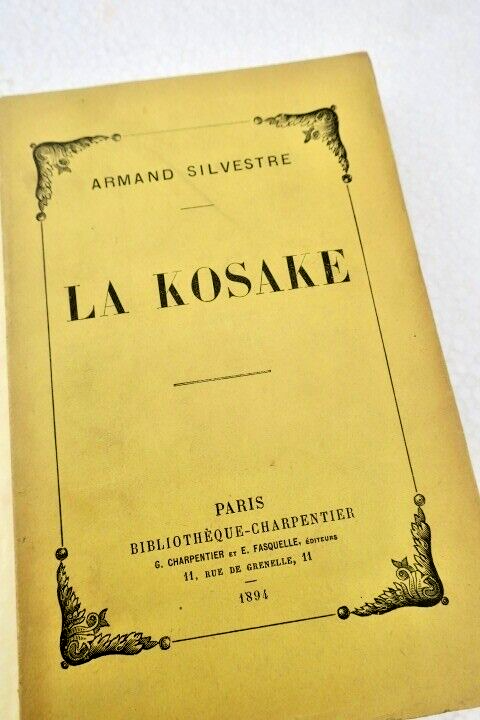 ARMAND SILVESTRE
LA KOSAKE
PARIS
BIBLIOTHÈQUE-CHARPENTIER
G. CHARPENTIER ET E. FASQUELLE, ÉDITEURS
11, RUE DE GRENELLE, 11
1894